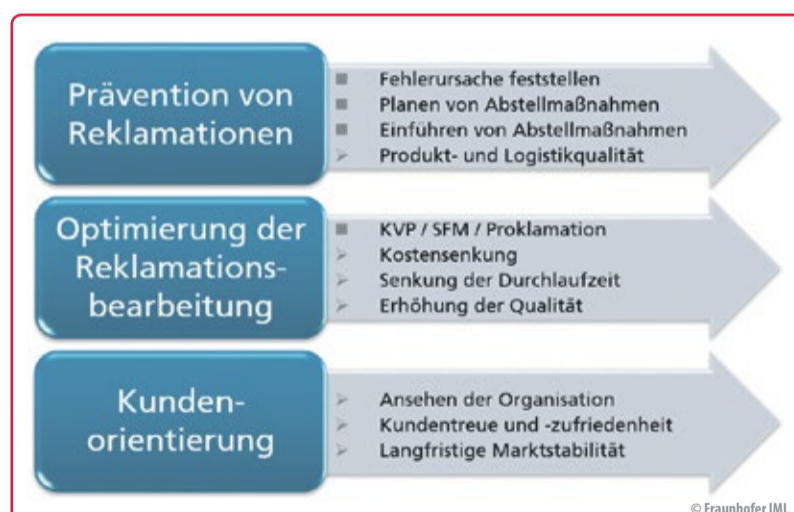 Prävention von
Reklamationen
Fehlerursache feststellen
Planen von Abstellmaßnahmen
Einführen von Abstellmaßnahmen
Produkt- und Logistikqualität
Optimierung der
Reklamations-
bearbeitung
KVP / SFM / Proklamation
Kostensenkung
Senkung der Durchlaufzeit
Erhöhung der Qualität
Kunden-
orientierung
Ansehen der Organisation
Kundentreue und -zufriedenheit
Langfristige Marktstabilität
© Fraunhofer IML